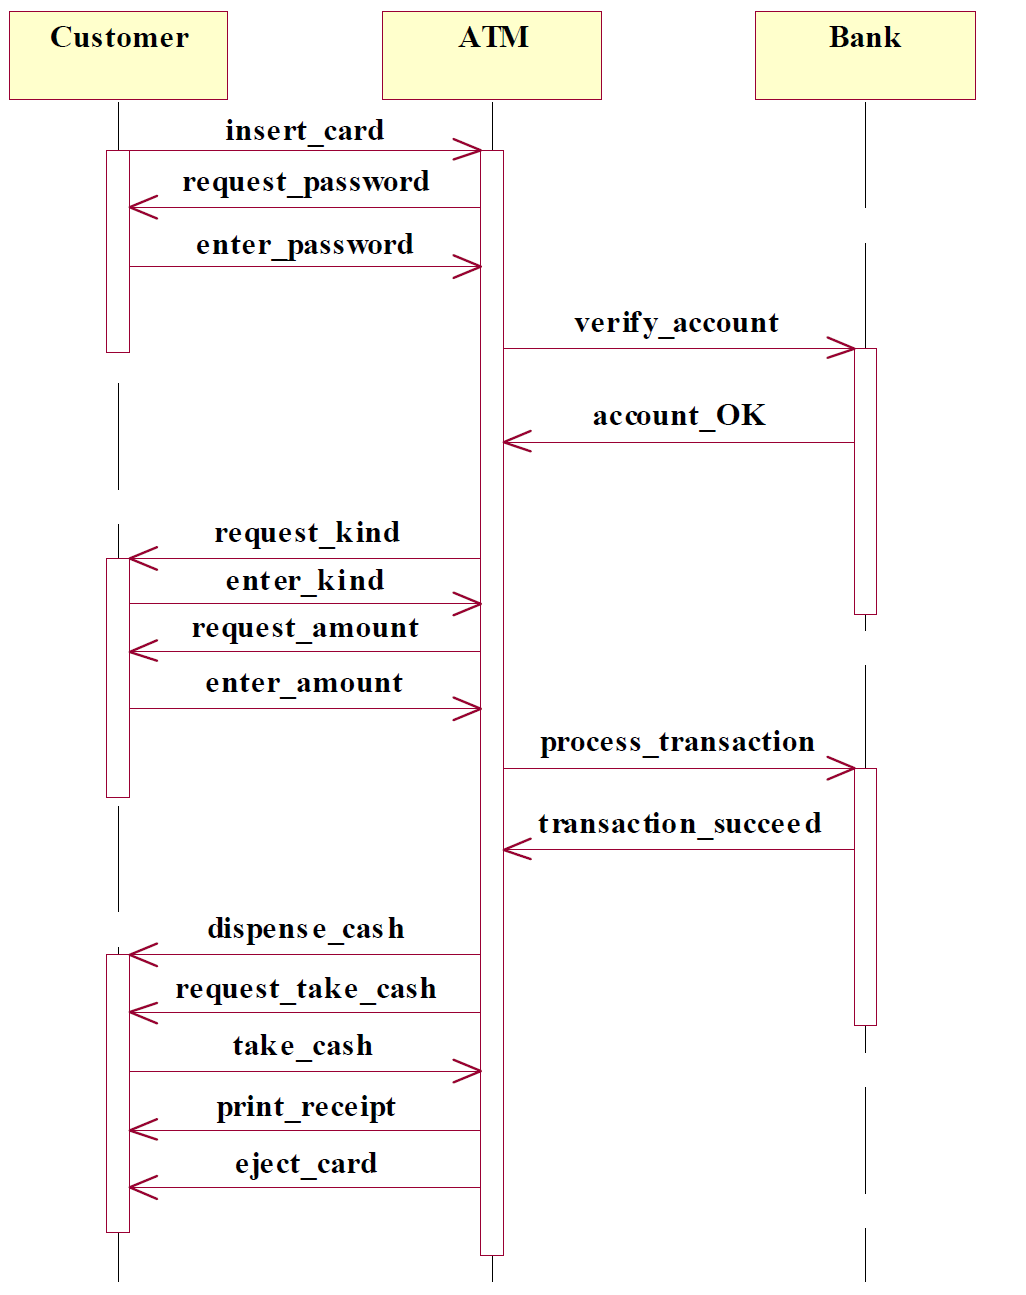 Customer
ATM
Bank
insert_card
request_password
enter_password
verify_account
account_OK
request_kind
enter_kind
request_amount
enter_amount
process_transaction
transaction_succeed
dispense_cash
request_take_cash
take_cash
print_receipt
eject_card